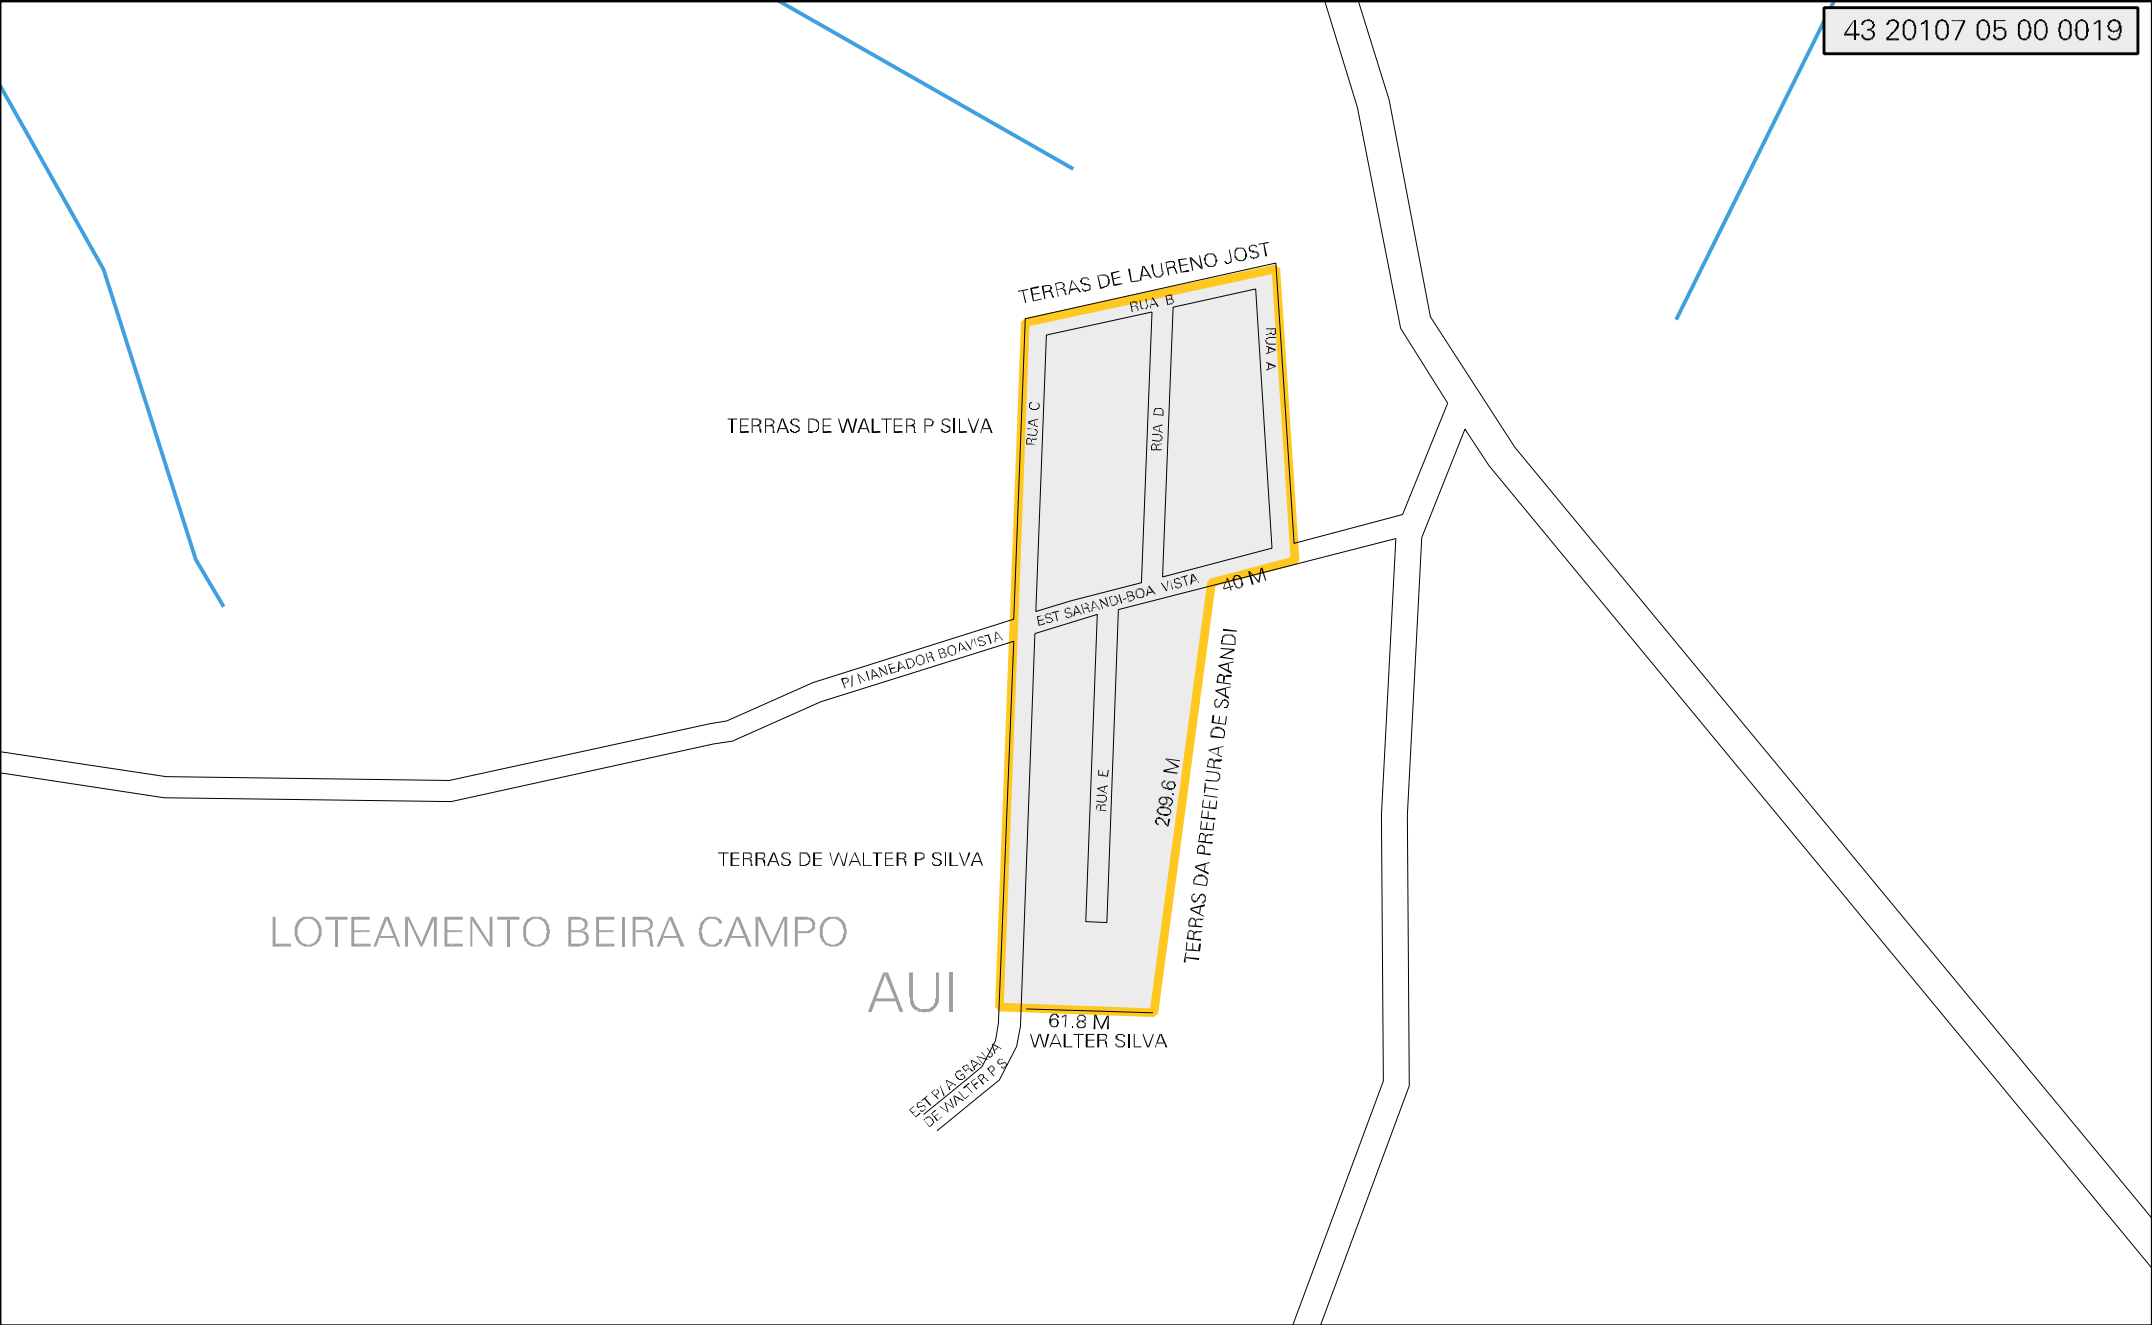 43 20107 05 00 0019
TERRAS DE LAURENO JOST
RUA B
RUA A
RUA C
RUA D
TERRAS DE WALTER P SILVA
40 M
EST SARANDI-BOA VISTA
P/ MANEADOR BOAVISTA
TERRAS DA PREFEITURA DE SARANDI
209.6 M
RUA E
TERRAS DE WALTER P SILVA
LOTEAMENTO BEIRA CAMPO
AUI
61.8 M
WALTER SILVA
EST P/ A GRANJA
DE WALTER P S